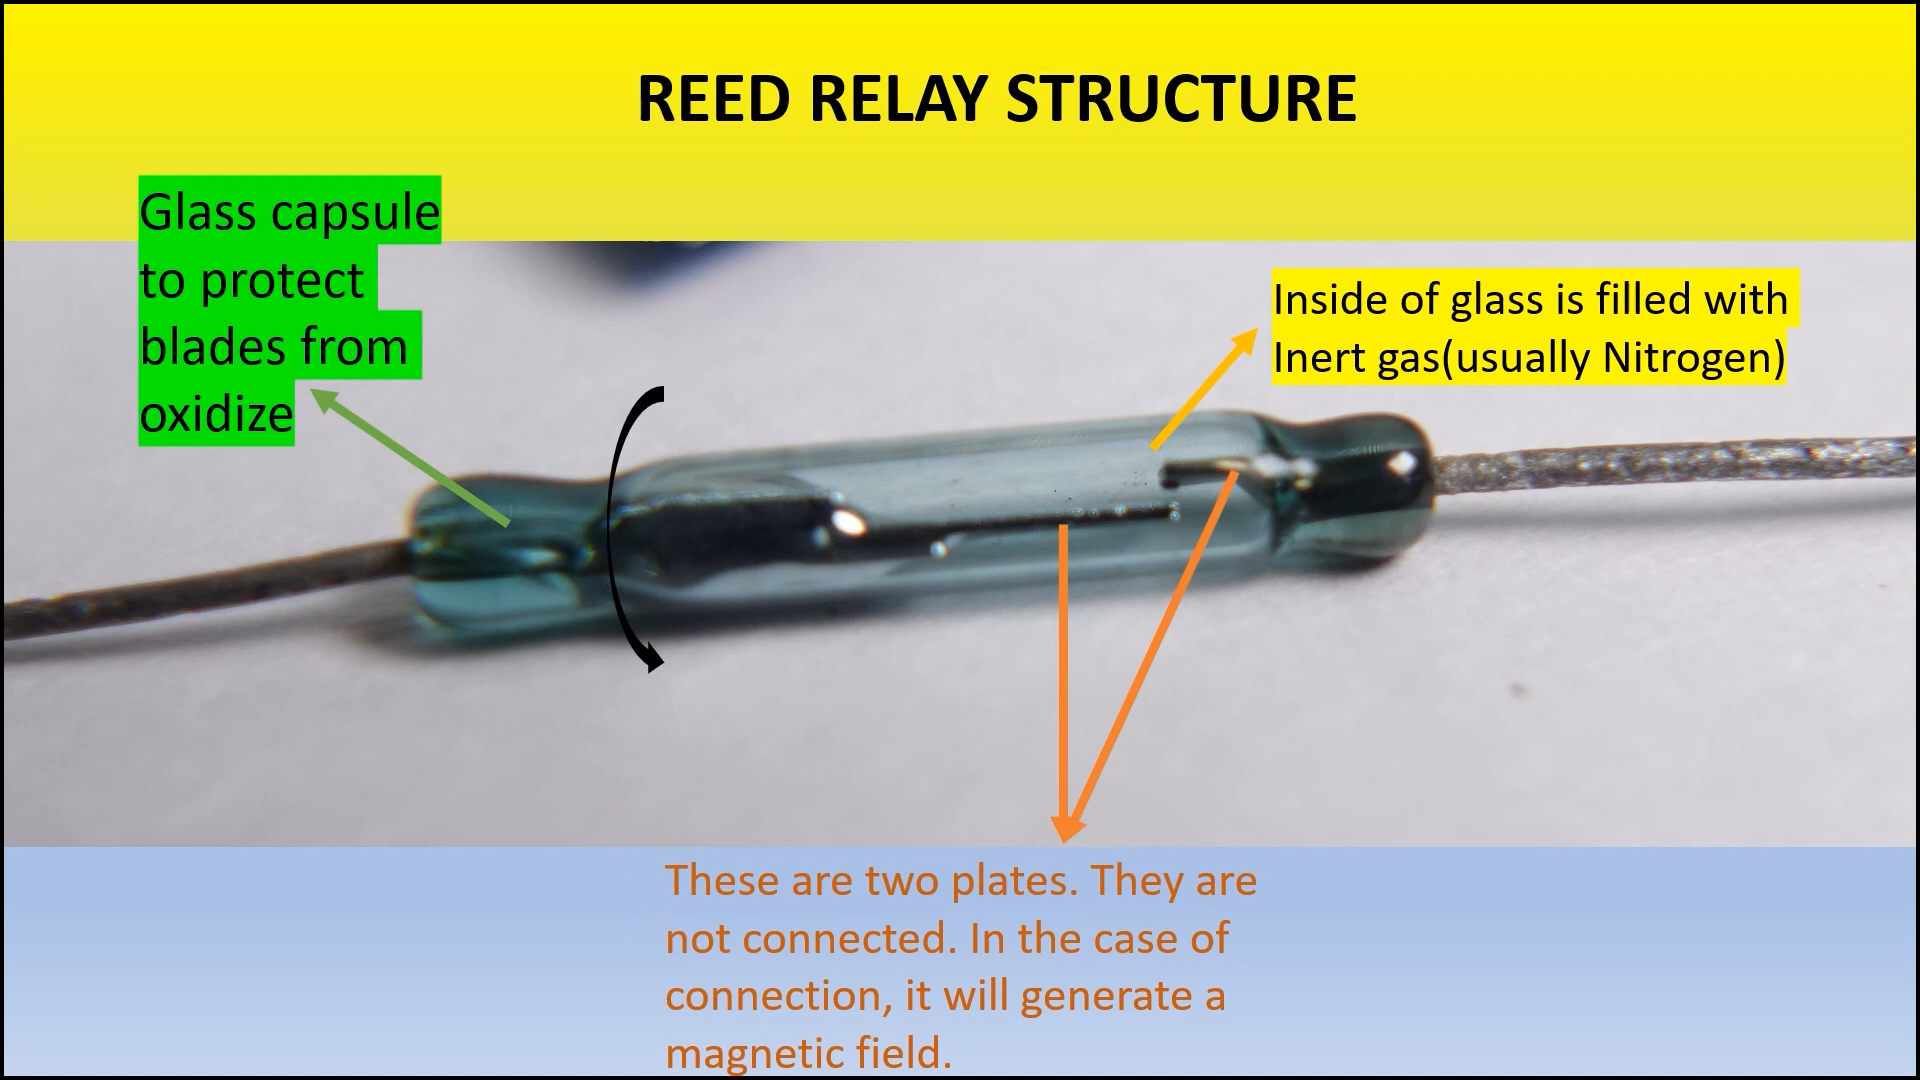 REED RELAY STRUCTURE
Glass capsule
to protect
blades from
oxidize
Inside of glass is filled with
Inert gas(usually Nitrogen)
These are two plates. They are
not connected. In the case of
connection, it will generate a
magnetic field.